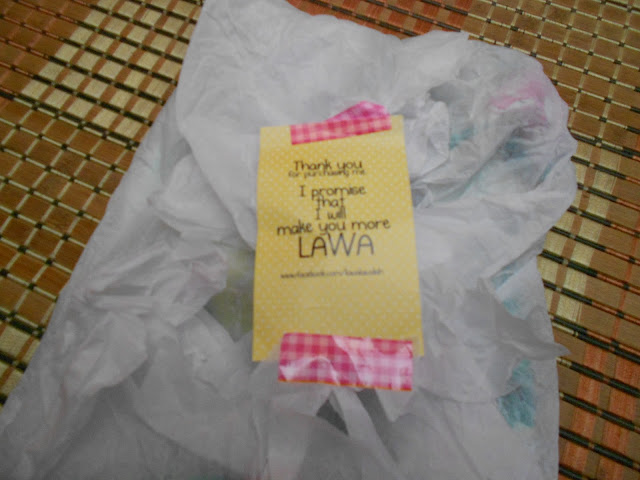 Thank you
for purchasing me.
I promise
that
I will
make you more
LAWA